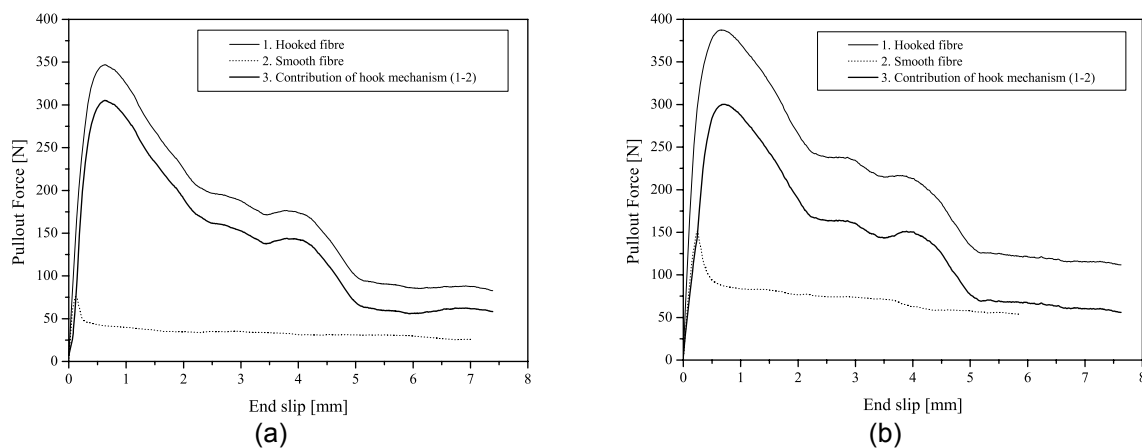 400
350
300
250
200
150
100
50
0
Pullout Force [N]
1. Hooked fibre
2. Smooth fibre
3. Contribution of hook mechanism (1-2)
0 1 2 3 4 5 6 7 8
End slip [mm]
(a)
400
350
300
250
200
150
100
50
0
Pullout Force [N]
1. Hooked fibre
2. Smooth fibre
3. Contribution of hook mechanism (1-2)
0 1 2 3 4 5 6 7 8
End slip [mm]
(b)